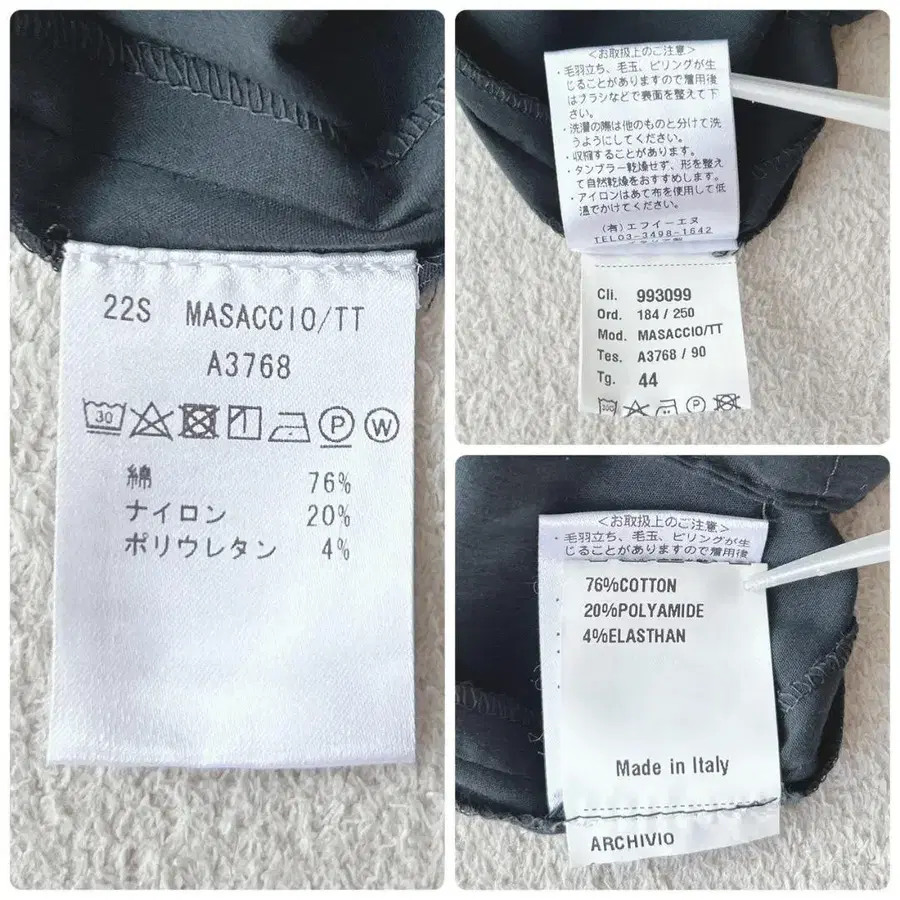 22S MASACCIO/TT
A3768
30 P W
綿 76%
ナイロン 20%
ポリウレタン 4%
<お取扱上のご注意>
・毛羽立ち、毛玉、ピリングが生
じることがありますので着用後
はブラシなどで表面を整えて下
さい。
・洗濯の際は他のものと分けて洗
うようにしてください。
・収縮することがあります。
・タンブラー乾燥せず、形を整え
て自然乾燥をおすすめします。
・アイロンはあて布を使用して低
温でかけてください。
(有)エフイーエヌ
TEL03-3498-1642
Cli. 993099
Ord. 184 / 250
Mod. MASACCIO/TT
Tes. A3768 / 90
Tg. 44
<お取扱上のご注意>
・毛羽立ち、毛玉、ピリングが生
じることがありますので着用後
76%COTTON
20%POLYAMIDE
4%ELASTHAN
Made in Italy
ARCHIVIO